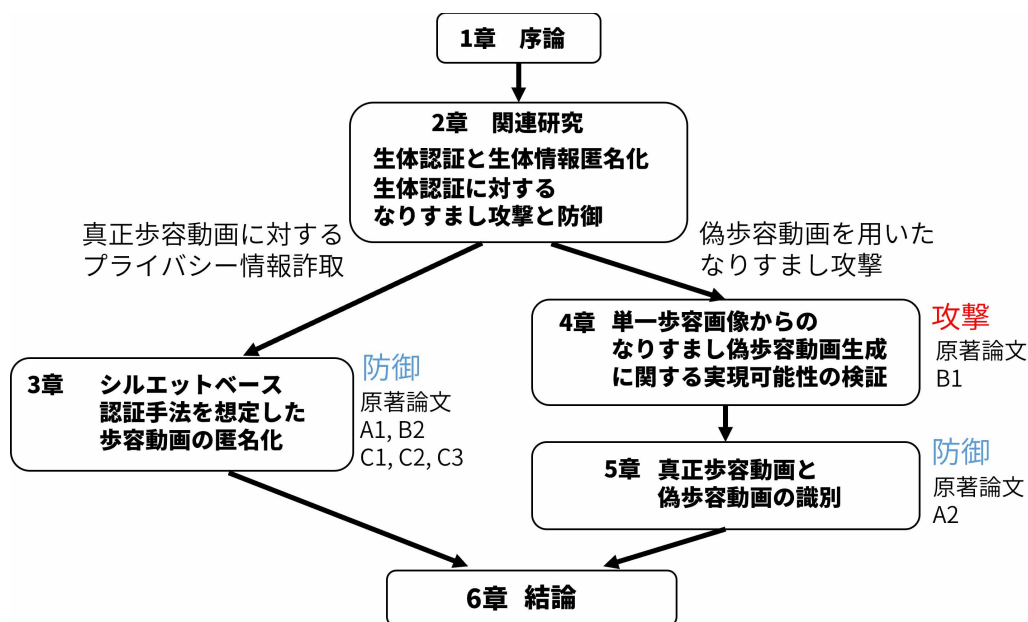 1章 序論
2章 関連研究
生体認証と生体情報匿名化
生体認証に対する
なりすまし攻撃と防御
真正歩容動画に対する
プライバシー情報詐取
偽歩容動画を用いた
なりすまし攻撃
3章 シルエットベース
認証手法を想定した
歩容動画の匿名化
防御
原著論文
A1, B2
C1, C2, C3
4章 単一歩容画像からの
なりすまし偽歩容動画生成
に関する実現可能性の検証
攻撃
原著論文
B1
5章 真正歩容動画と
偽歩容動画の識別
防御
原著論文
A2
6章 結論